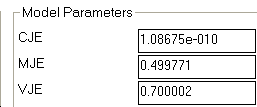 Model Parameters
CJE 1.08675e-010
MJE 0.499771
VJE 0.700002